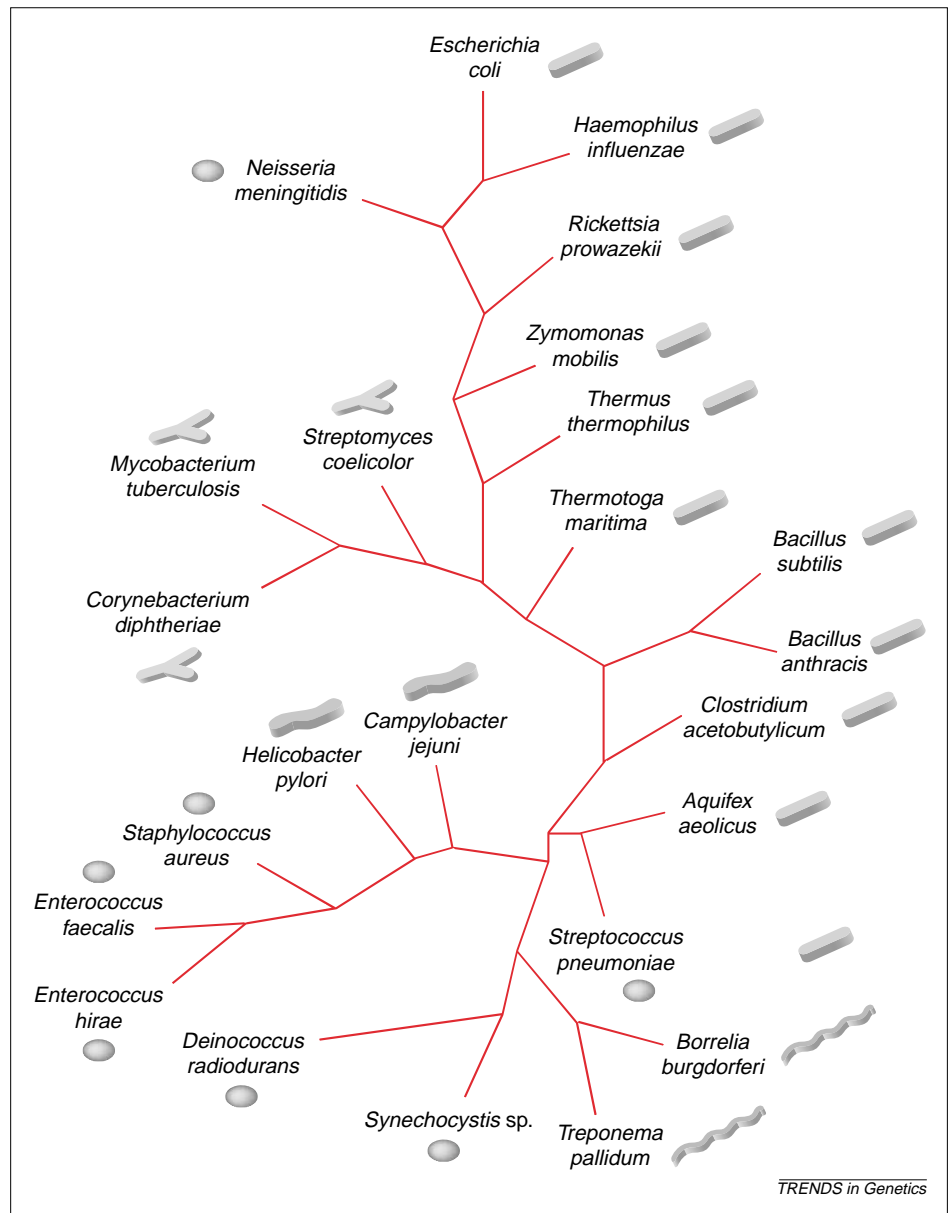 Escherichia
coli
Haemophilus
influenzae
Neisseria
meningitidis
Rickettsia
prowazekii
Zymomonas
mobilis
Thermus
thermophilus
Streptomyces
coelicolor
Mycobacterium
tuberculosis
Thermotoga
maritima
Bacillus
subtilis
Corynebacterium
diphtheriae
Bacillus
anthracis
Clostridium
acetobutylicum
Campylobacter
jejuni
Helicobacter
pylori
Aquifex
aeolicus
Staphylococcus
aureus
Enterococcus
faecalis
Streptococcus
pneumoniae
Enterococcus
hirae
Deinococcus
radiodurans
Borrelia
burgdorferi
Synechocystis sp.
Treponema
pallidum
TRENDS in Genetics